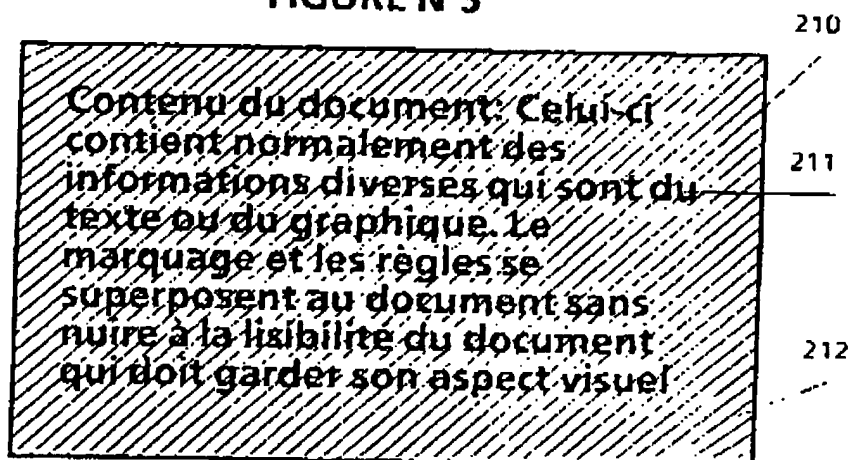 FIGURE N 3
210
Contenu du document: Celui-ci
contient normalement des
211
informations diverses qui sont du
texte ou du graphique. Le
marquage et les règles se
superposent au document sans
nuire à la lisibilité du document
212
qui doit garder son aspect visuel